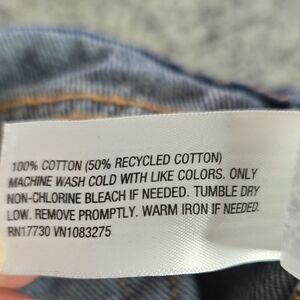 100% COTTON (50% RECYCLED COTTON)
MACHINE WASH COLD WITH LIKE COLORS. ONLY
NON-CHLORINE BLEACH IF NEEDED. TUMBLE DRY
LOW. REMOVE PROMPTLY. WARM IRON IF NEEDED.
RN17730 VN1083275